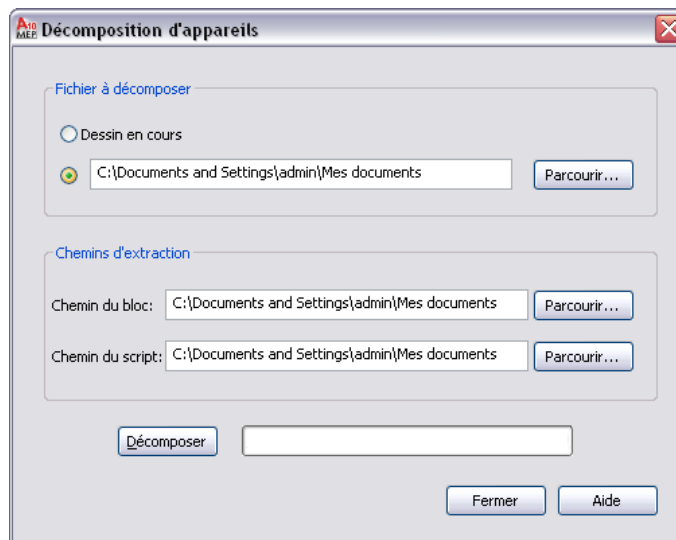 A10
MEP Décomposition d'appareils
Fichier à décomposer
Dessin en cours
C:\Documents and Settings\admin\Mes documents Parcourir...
Chemins d'extraction
Chemin du bloc: C:\Documents and Settings\admin\Mes documents Parcourir...
Chemin du script: C:\Documents and Settings\admin\Mes documents Parcourir...
Décomposer
Fermer Aide